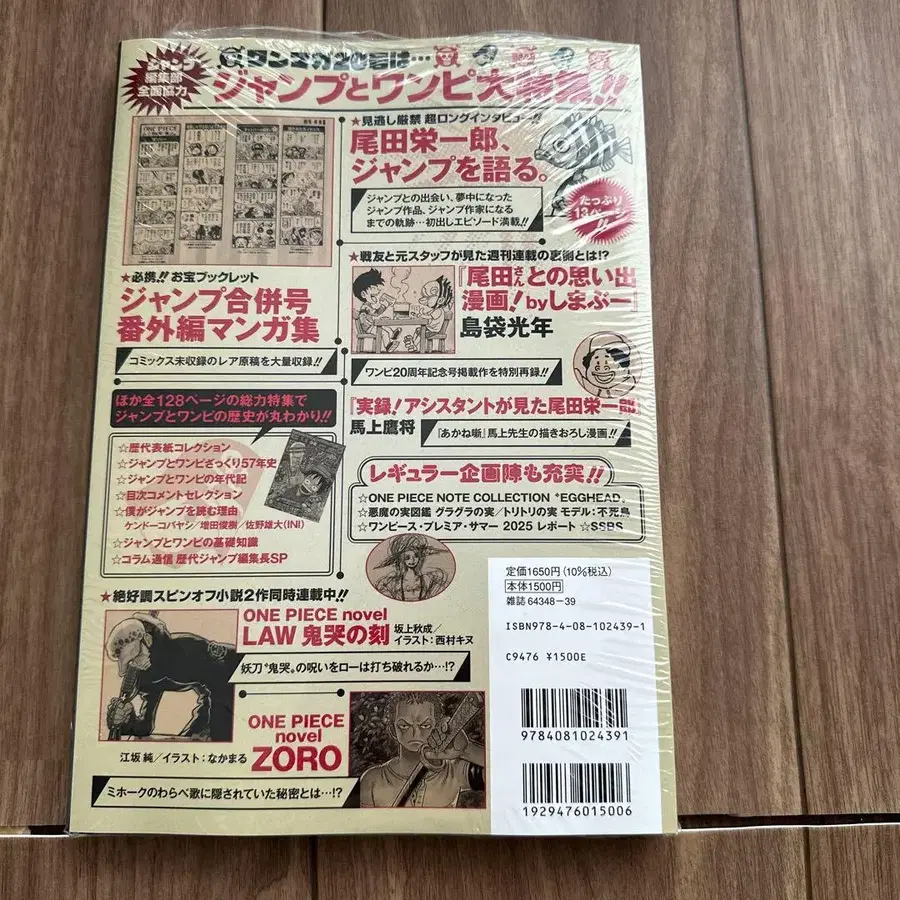 ジャンプ
編集部
全面協力
ワンマガ20号は…
ジャンプとワンピ大特集!!
ONE PIECE
★見逃し厳禁 超ロングインタビュー!!
尾田栄一郎、
ジャンプを語る。
ジャンプとの出会い、夢中になった
ジャンプ作品、ジャンプ作家になる
までの軌跡…初出しエピソード満載!!
たっぷり
13ページ
★必携!! お宝ブックレット
ジャンプ合併号
番外編マンガ集
コミックス未収録のレア原稿を大量収録!!
★戦友と元スタッフが見た週刊連載の裏側とは!?
『尾田さんとの思い出
漫画!byしまぶー』
島袋光年
ワンピ20周年記念号掲載作を特別再録!!
『実録!アシスタントが見た尾田栄一郎
馬上鷹将
『あかね噺』馬上先生の描きおろし漫画!!
ほか全128ページの総力特集で
ジャンプとワンピの歴史が丸わかり!!
☆歴代表紙コレクション
☆ジャンプとワンピざっくり57年史
☆ジャンプとワンピの年代記
☆目次コメントセレクション
☆僕がジャンプを読む理由
ケンドーコバヤシ/増田俊樹/佐野雄大(INI)
☆ジャンプとワンピの基礎知識
☆コラム通信 歴代ジャンプ編集長SP
レギュラー企画陣も充実!!
☆ONE PIECE NOTE COLLECTION "EGGHEAD"
☆悪魔の実図鑑 グラグラの実/トリトリの実 モデル:不死鳥
☆ワンピース・プレミア・サマー 2025 レポート ☆SSBS
★絶好調スピンオフ小説2作同時連載中!!
ONE PIECE novel
LAW 鬼哭の刻
坂上秋成/
イラスト:西村キヌ
妖刀"鬼哭"の呪いをローは打ち破れるか…!?
ONE PIECE
novel
ZORO
江坂 純/イラスト:なかまる
ミホークのわらべ歌に隠されていた秘密とは…!?
定価1650円(10%税込)
本体1500円
雑誌 64348-39
ISBN978-4-08-102439-1
C9476 ¥1500E
9784081024391
1929476015006